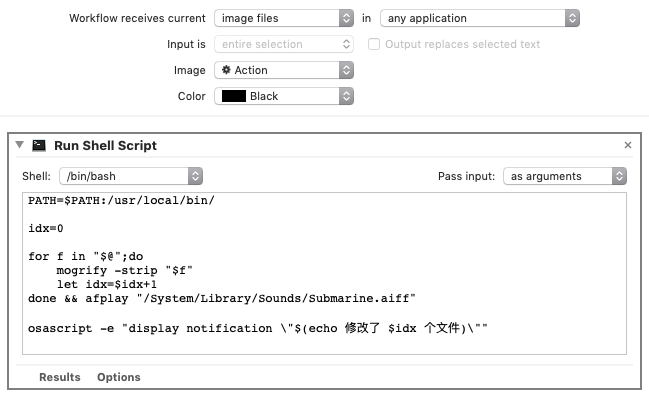 Workflow receives current image files in any application
Input is entire selection Output replaces selected text
Image Action
Color Black
Run Shell Script
Shell: /bin/bash Pass input: as arguments
PATH=$PATH:/usr/local/bin/
idx=0
for f in "$@";do
    mogrify -strip "$f"
    let idx=$idx+1
done && afplay "/System/Library/Sounds/Submarine.aiff"
osascript -e "display notification \"$(echo 修改了 $idx 个文件)\""
Results Options